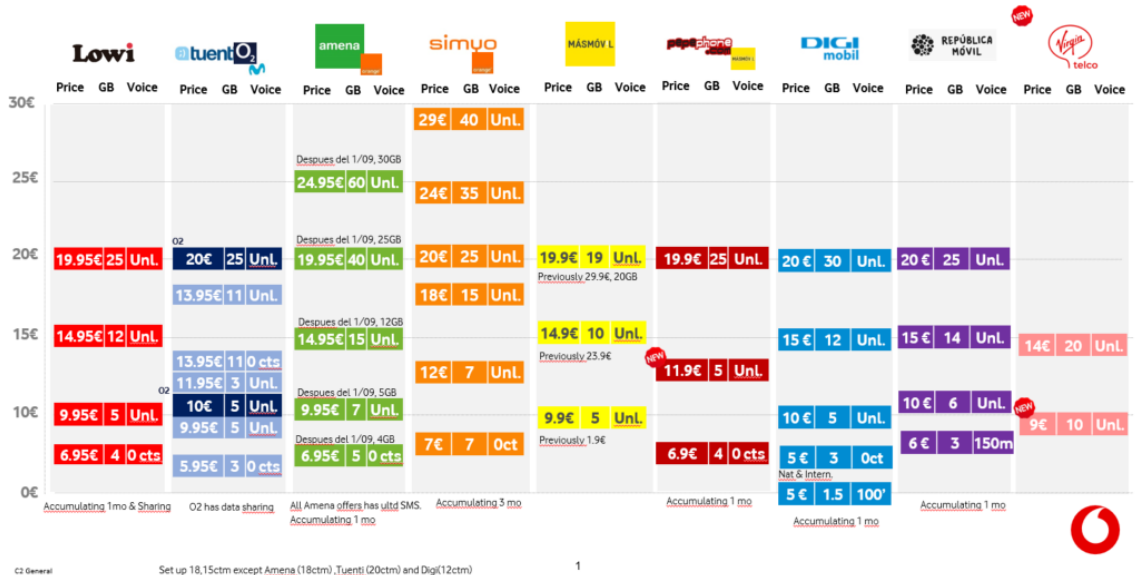 NEW
Lowi
tuenti O2
amena
orange
simyo
orange
MÁSMÓVIL
pepephone
.com
MÁSMÓVIL
DIGI
mobil
REPÚBLICA
MÓVIL
Virgin
telco
Price GB Voice Price GB Voice Price GB Voice Price GB Voice Price GB Voice Price GB Voice Price GB Voice Price GB Voice Price GB Voice
30€
25€
20€
15€
10€
0€
19.95€ 25 Unl.
14.95€ 12 Unl.
9.95€ 5 Unl.
6.95€ 4 0 cts
Accumulating 1mo & Sharing
O2
20€ 25 Unl.
13.95€ 11 Unl.
13.95€ 11 0 cts
11.95€ 3 Unl.
O2
10€ 5 Unl.
9.95€ 5 Unl.
5.95€ 3 0 cts
O2 has data sharing
Despues del 1/09, 30GB
24.95€ 60 Unl.
Despues del 1/09, 25GB
19.95€ 40 Unl.
Despues del 1/09, 12GB
14.95€ 15 Unl.
Despues del 1/09, 5GB
9.95€ 7 Unl.
Despues del 1/09, 4GB
6.95€ 5 0 cts
All Amena offers has ultd SMS.
Accumulating 1 mo
29€ 40 Unl.
24€ 35 Unl.
20€ 25 Unl.
18€ 15 Unl.
12€ 7 Unl.
7€ 7 0ct
Accumulating 3 mo
19.9€ 19 Unl.
Previously 29.9€, 20GB
14.9€ 10 Unl.
Previously 23.9€
9.9€ 5 Unl.
Previously 1.9€
19.9€ 25 Unl.
NEW
11.9€ 5 Unl.
6.9€ 4 0 cts
Accumulating 1 mo
20 € 30 Unl.
15 € 12 Unl.
10 € 5 Unl.
5 € 3 0ct
Nat & Intern.
5 € 1.5 100'
Accumulating 1 mo
20 € 25 Unl.
15 € 14 Unl.
10 € 6 Unl.
6 € 3 150m
Accumulating 1 mo
14€ 20 Unl.
NEW
9€ 10 Unl.
C2 General
Set up 18,15ctm except Amena (18ctm) ,Tuenti (20ctm) and Digi(12ctm)
1